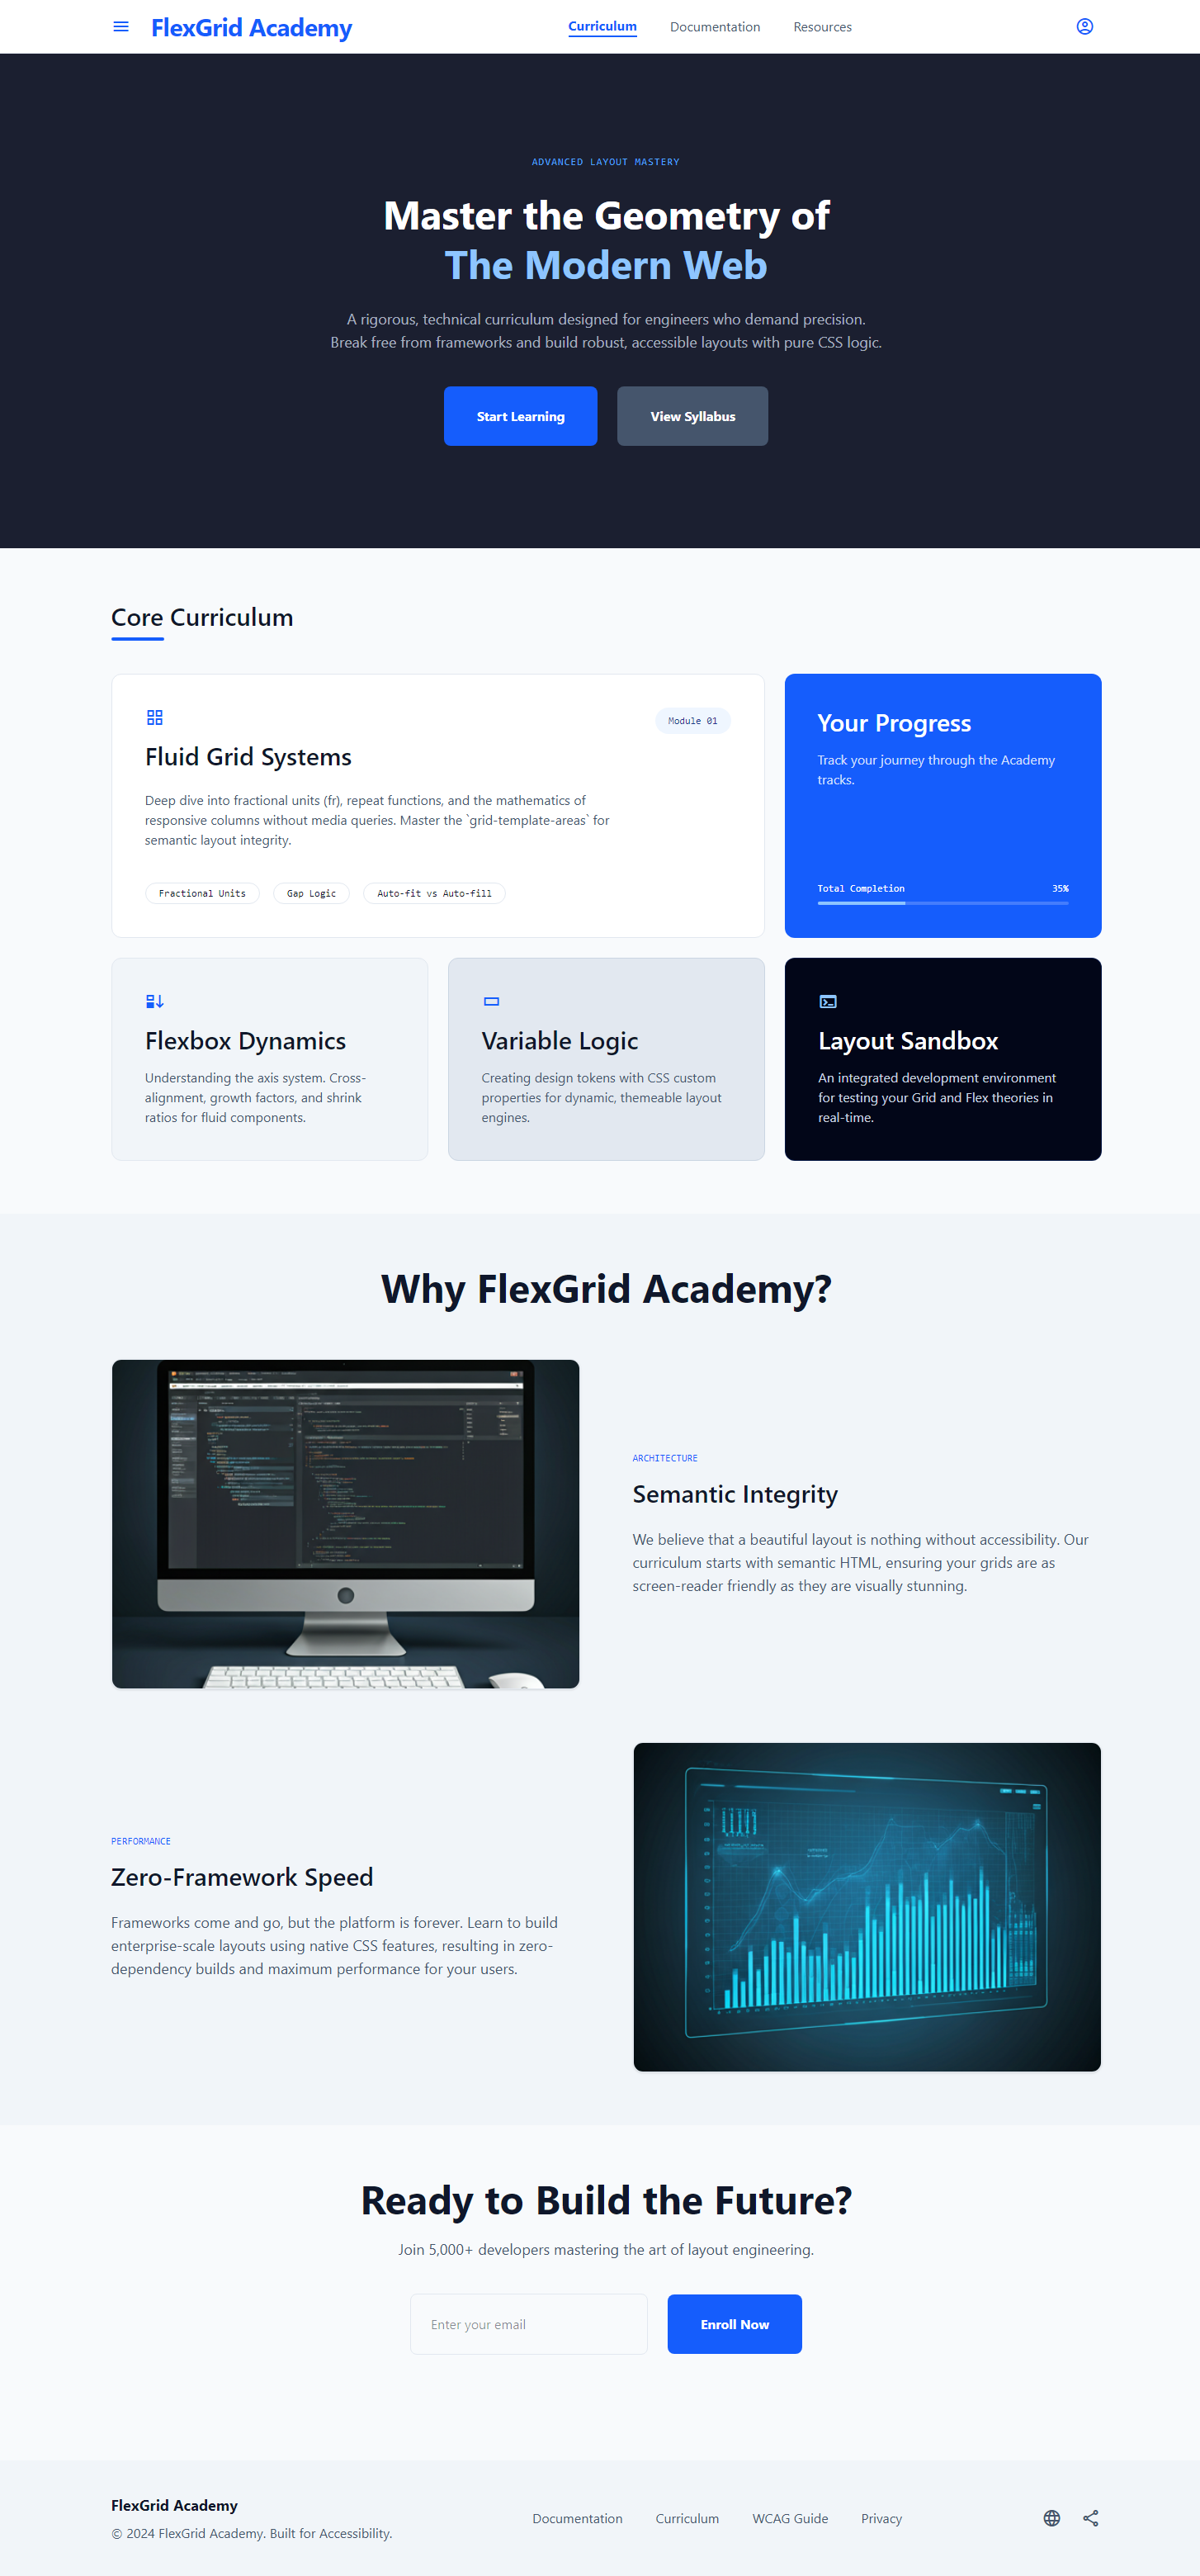 FlexGrid Academy
Curriculum
Documentation
Resources
ADVANCED LAYOUT MASTERY
Master the Geometry of
The Modern Web
A rigorous, technical curriculum designed for engineers who demand precision.
Break free from frameworks and build robust, accessible layouts with pure CSS logic.
Start Learning
View Syllabus
Core Curriculum
Module 01
Fluid Grid Systems
Deep dive into fractional units (fr), repeat functions, and the mathematics of
responsive columns without media queries. Master the `grid-template-areas` for
semantic layout integrity.
Fractional Units
Gap Logic
Auto-fit vs Auto-fill
Your Progress
Track your journey through the Academy
tracks.
Total Completion
35%
Flexbox Dynamics
Understanding the axis system. Cross-
alignment, growth factors, and shrink
ratios for fluid components.
Variable Logic
Creating design tokens with CSS custom
properties for dynamic, themeable layout
engines.
Layout Sandbox
An integrated development environment
for testing your Grid and Flex theories in
real-time.
Why FlexGrid Academy?
ARCHITECTURE
Semantic Integrity
We believe that a beautiful layout is nothing without accessibility. Our
curriculum starts with semantic HTML, ensuring your grids are as
screen-reader friendly as they are visually stunning.
PERFORMANCE
Zero-Framework Speed
Frameworks come and go, but the platform is forever. Learn to build
enterprise-scale layouts using native CSS features, resulting in zero-
dependency builds and maximum performance for your users.
Ready to Build the Future?
Join 5,000+ developers mastering the art of layout engineering.
Enter your email
Enroll Now
FlexGrid Academy
© 2024 FlexGrid Academy. Built for Accessibility.
Documentation
Curriculum
WCAG Guide
Privacy